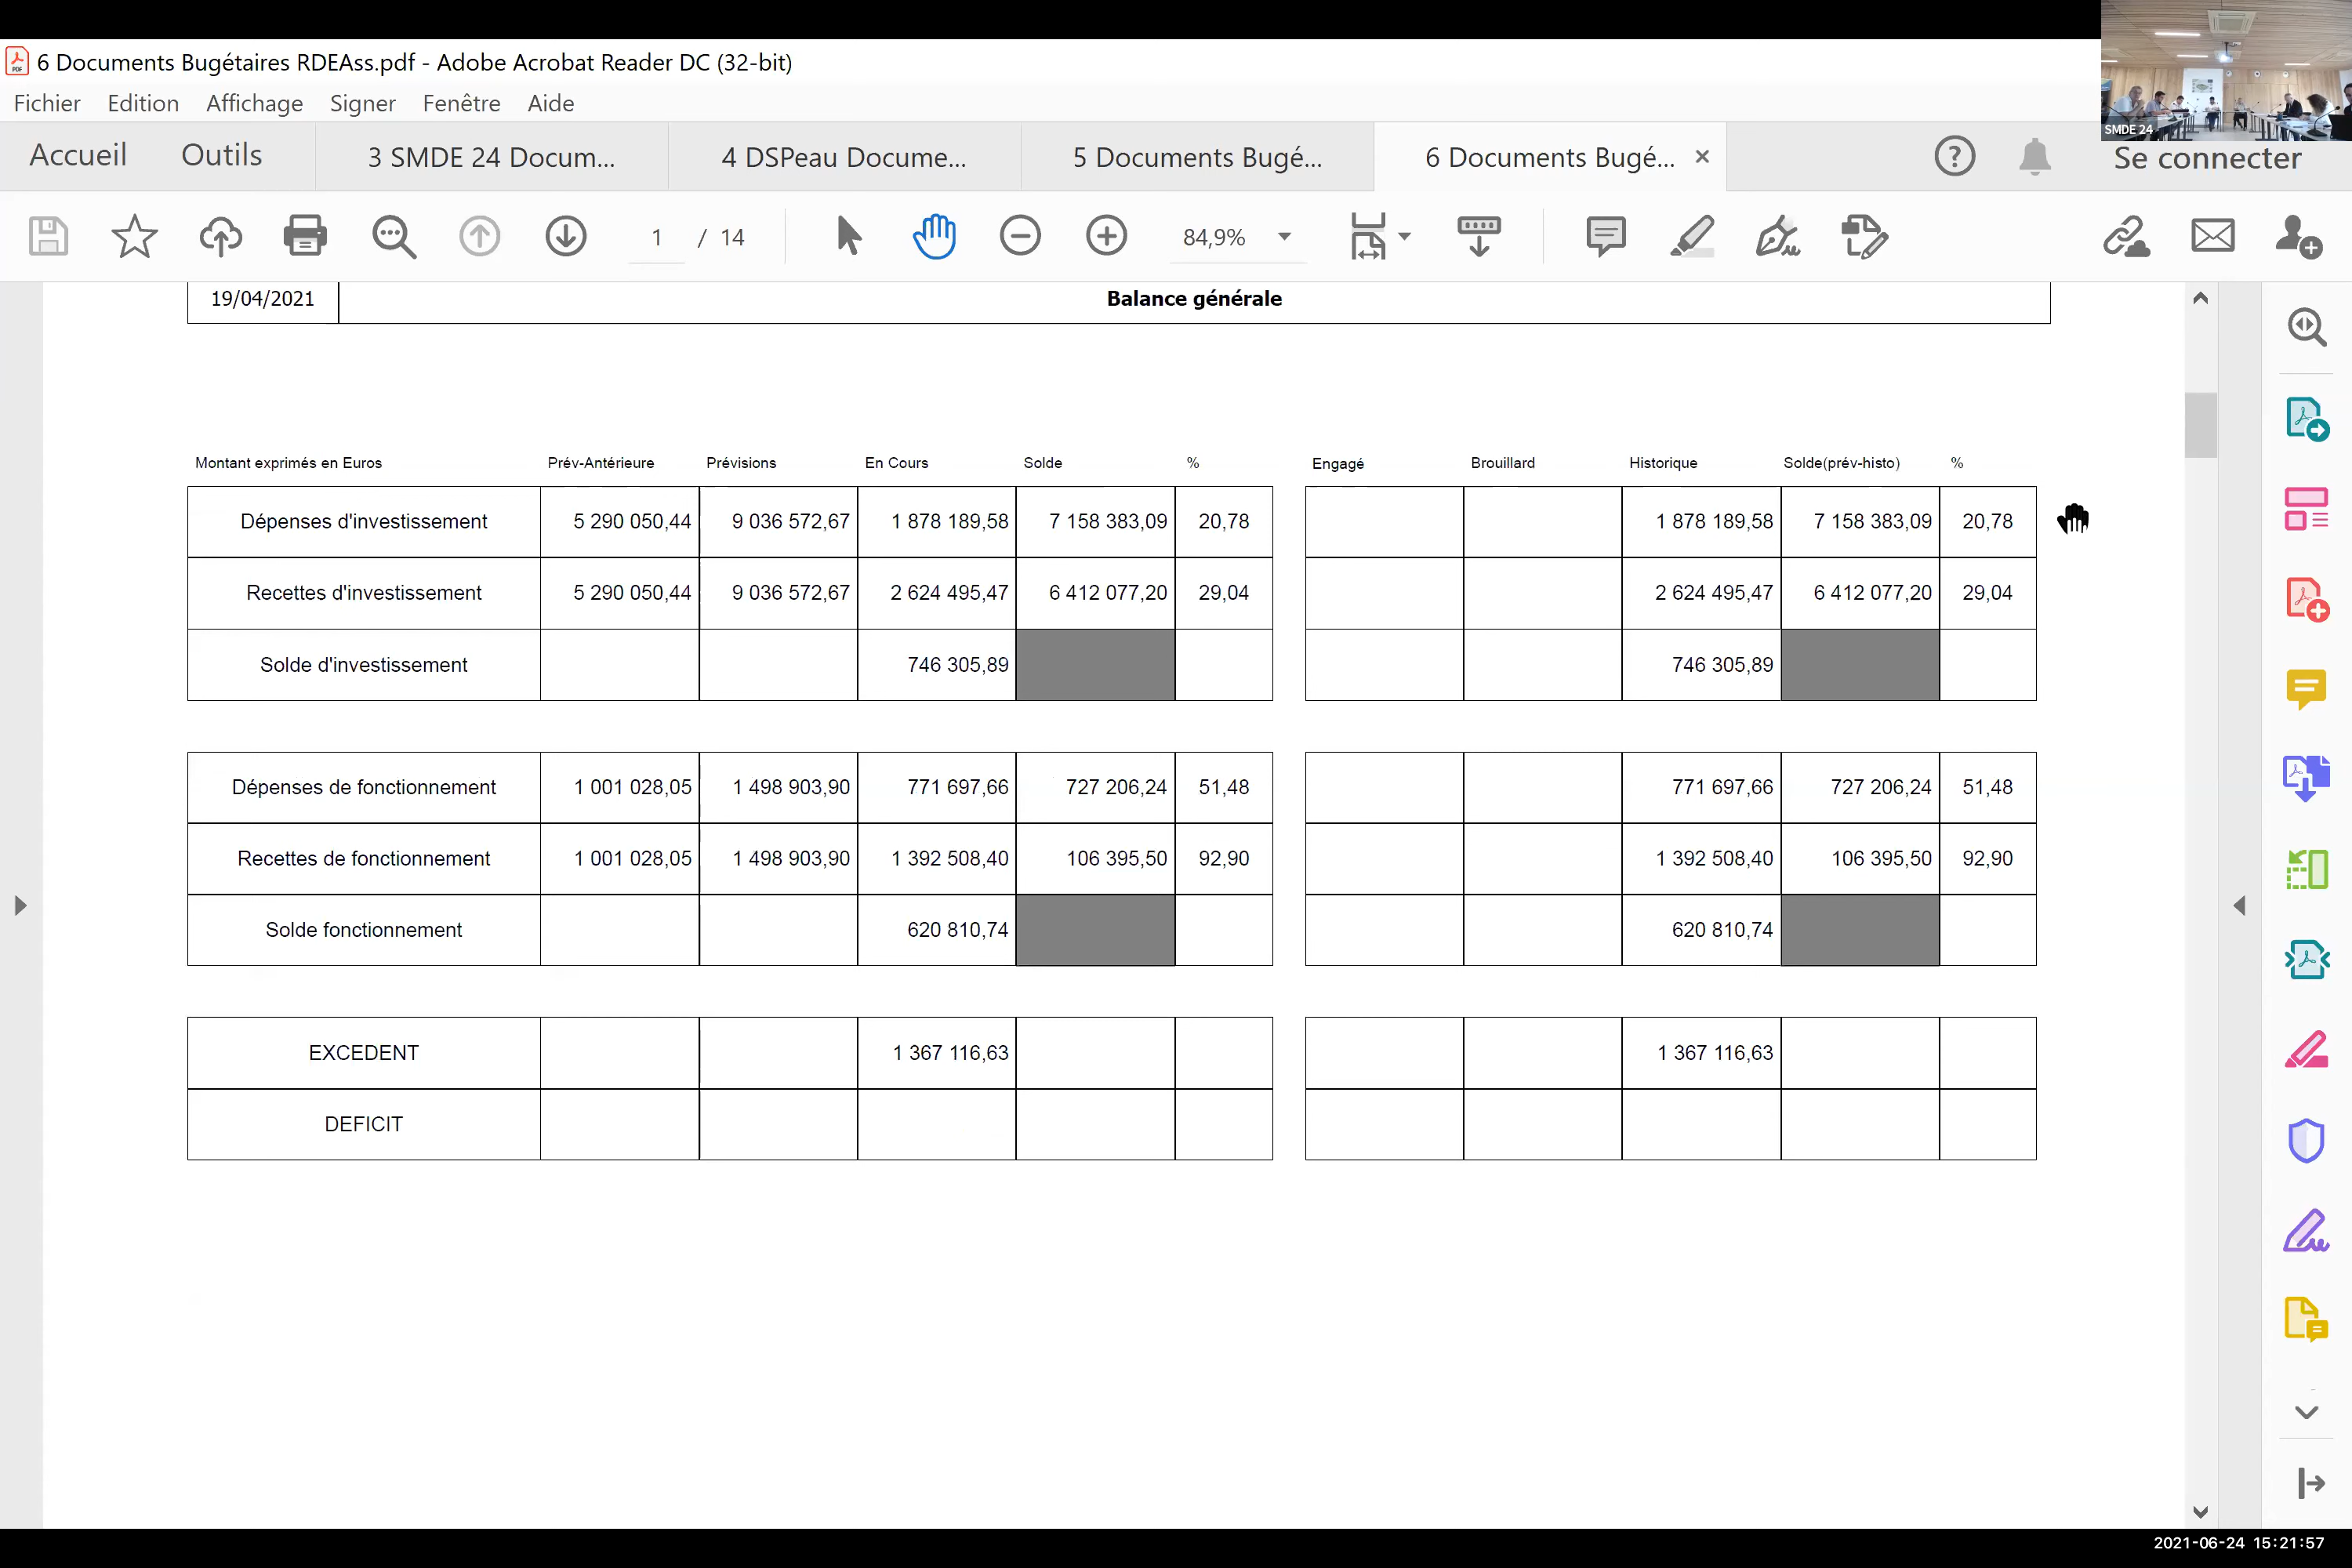 6 Documents Bugétaires RDEAss.pdf - Adobe Acrobat Reader DC (32-bit)
SMDE 24
Fichier Edition Affichage Signer Fenêtre Aide
Accueil Outils 3 SMDE 24 Docum... 4 DSPeau Docume... 5 Documents Bugé... 6 Documents Bugé... × Se connecter
1 / 14 84,9%
19/04/2021 Balance générale
Montant exprimés en Euros Prév-Antérieure Prévisions En Cours Solde % Engagé Brouillard Historique Solde(prév-histo) %
Dépenses d'investissement 5 290 050,44 9 036 572,67 1 878 189,58 7 158 383,09 20,78 1 878 189,58 7 158 383,09 20,78
Recettes d'investissement 5 290 050,44 9 036 572,67 2 624 495,47 6 412 077,20 29,04 2 624 495,47 6 412 077,20 29,04
Solde d'investissement 746 305,89 746 305,89
Dépenses de fonctionnement 1 001 028,05 1 498 903,90 771 697,66 727 206,24 51,48 771 697,66 727 206,24 51,48
Recettes de fonctionnement 1 001 028,05 1 498 903,90 1 392 508,40 106 395,50 92,90 1 392 508,40 106 395,50 92,90
Solde fonctionnement 620 810,74 620 810,74
EXCEDENT 1 367 116,63 1 367 116,63
DEFICIT
2021-06-24 15:21:57